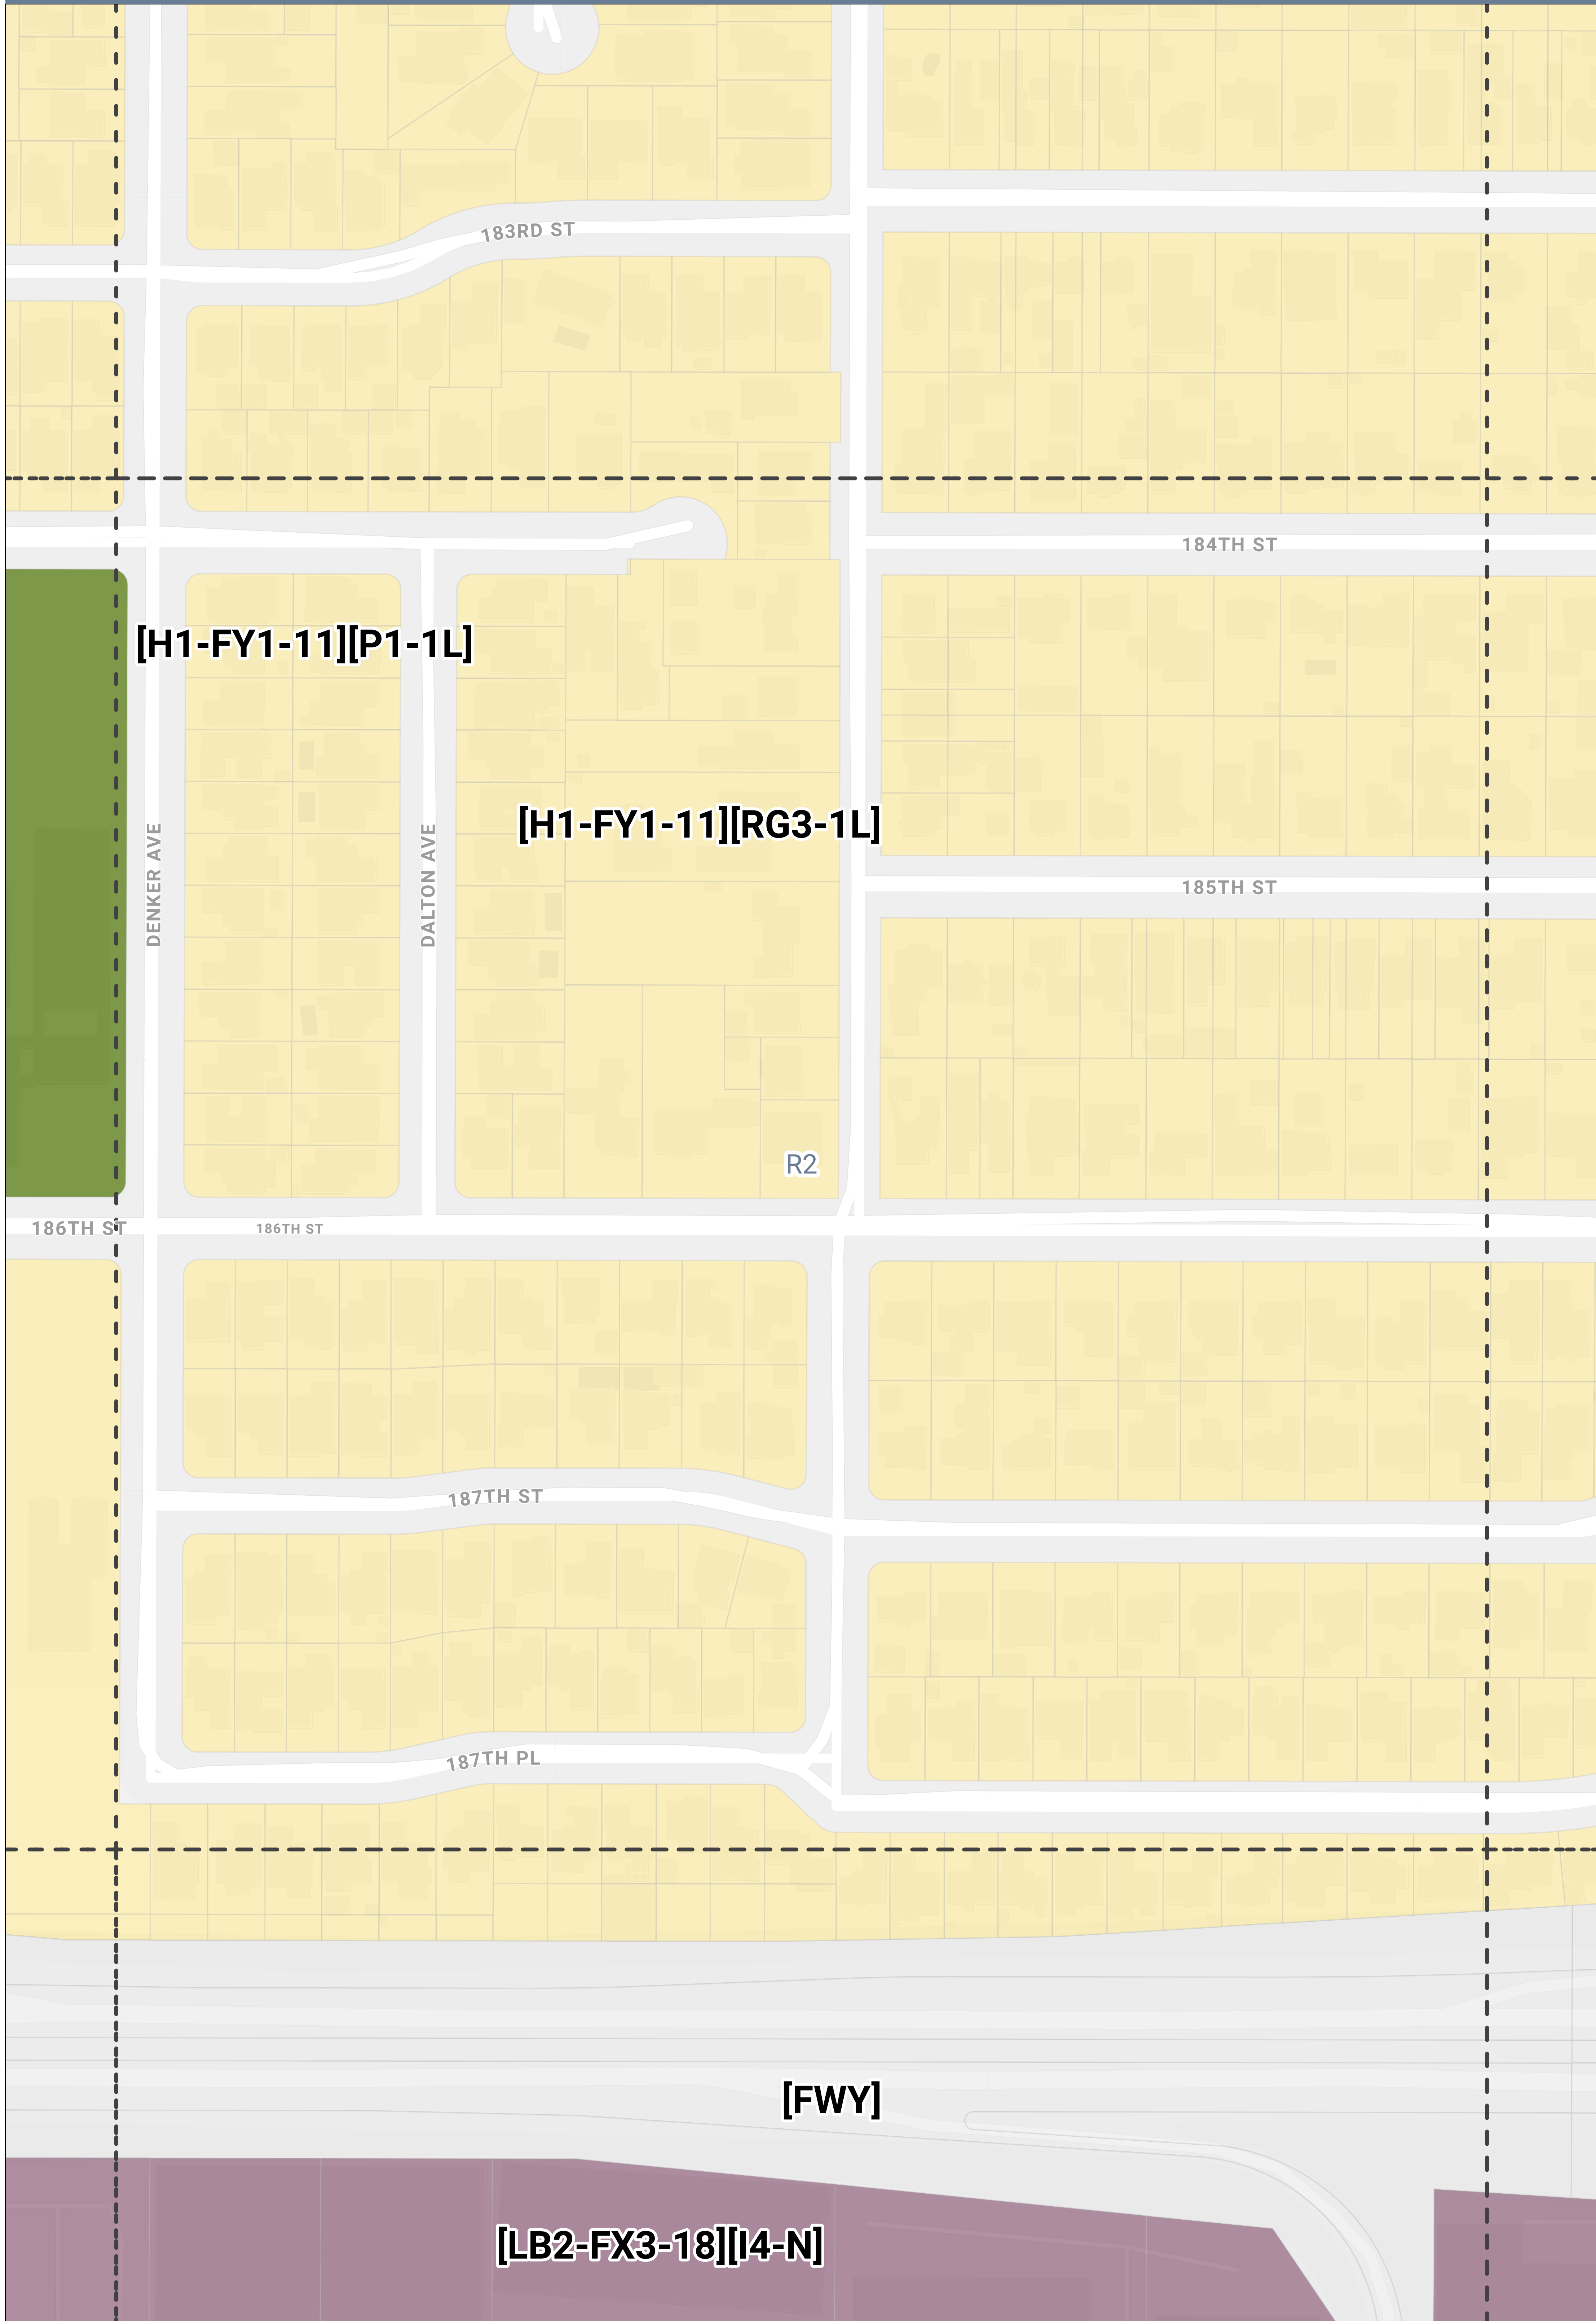 183RD ST
184TH ST
[H1-FY1-11][P1-1L]
[H1-FY1-11][RG3-1L]
DENKER AVE
DALTON AVE
185TH ST
R2
186TH ST
186TH ST
187TH ST
187TH PL
[FWY]
[LB2-FX3-18][I4-N]